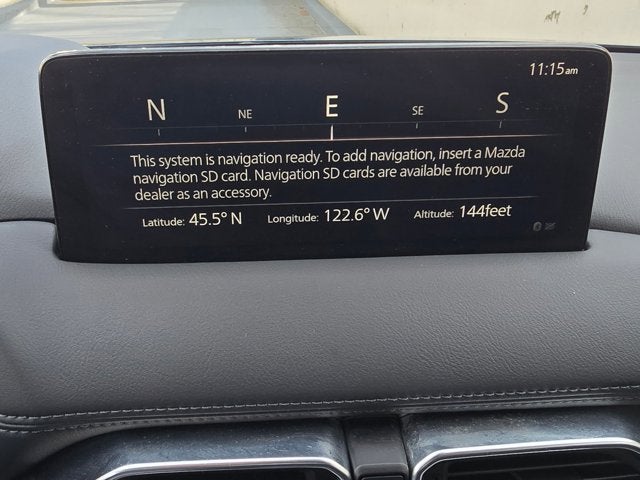 11:15am
N NE E SE S
This system is navigation ready. To add navigation, insert a Mazda
navigation SD card. Navigation SD cards are available from your
dealer as an accessory.
Latitude: 45.5° N Longitude: 122.6° W Altitude: 144feet